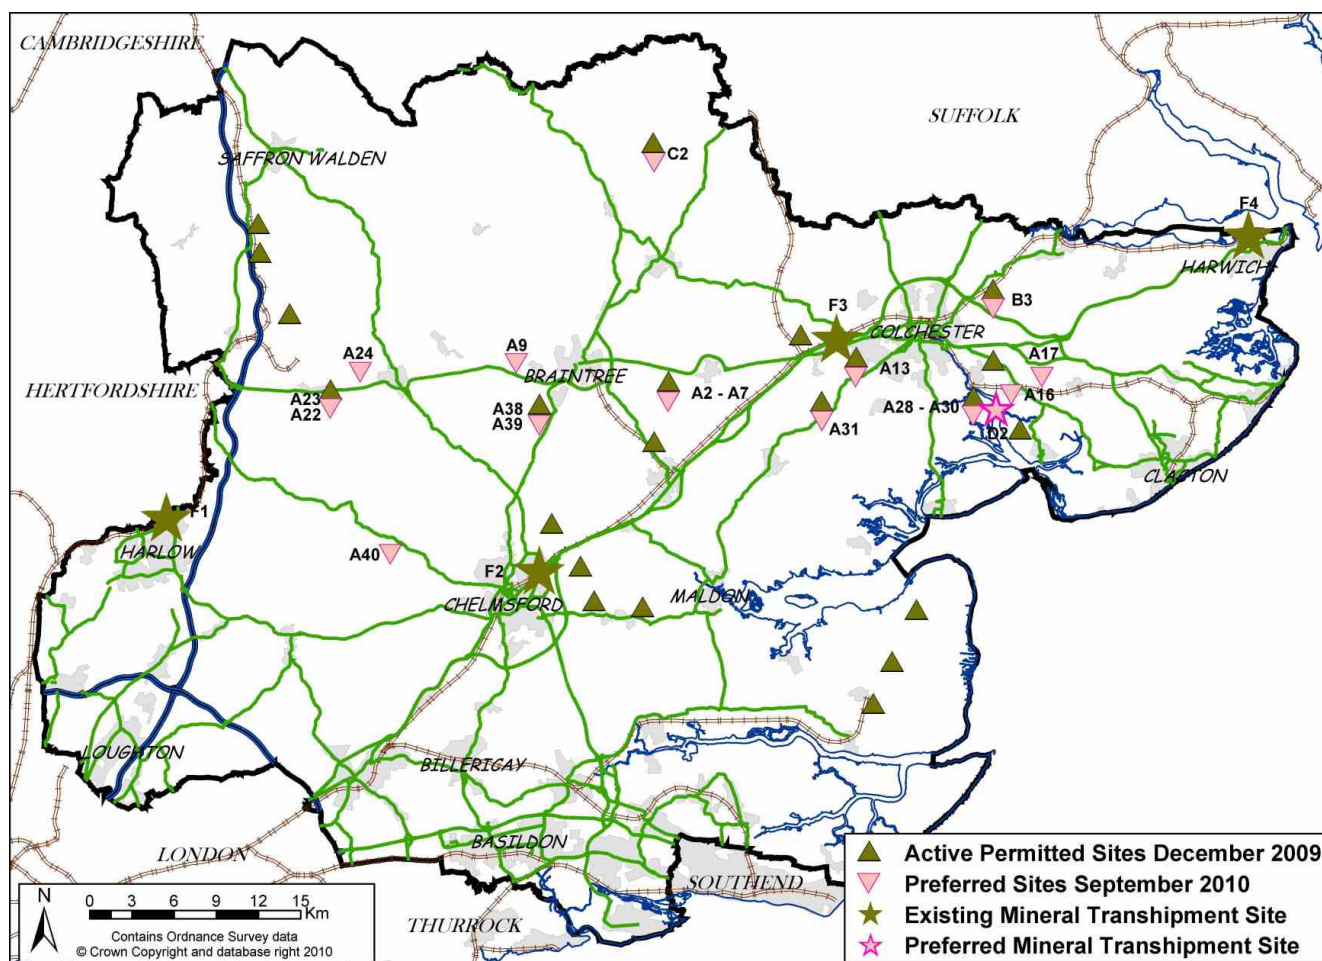 CAMBRIDGESHIRE
SUFFOLK
C2
SAFFRON WALDEN
F4
HARWICH
B3
F3
COLCHESTER
A9
A24
A17
HERTFORDSHIRE
BRAINTREE
A13
A23
A22
A38
A39
A2 - A7
A16
A28 - A30
A31
D2
CLACTON
F1
HARLOW
A40
F2
CHELMSFORD
MALDON
LOUGHTON
BILLERICAY
BASILDON
LONDON
SOUTHEND
THURROCK
N
0 3 6 9 12 15
Km
Contains Ordnance Survey data
© Crown Copyright and database right 2010
Active Permitted Sites December 2009
Preferred Sites September 2010
Existing Mineral Transhipment Site
Preferred Mineral Transhipment Site